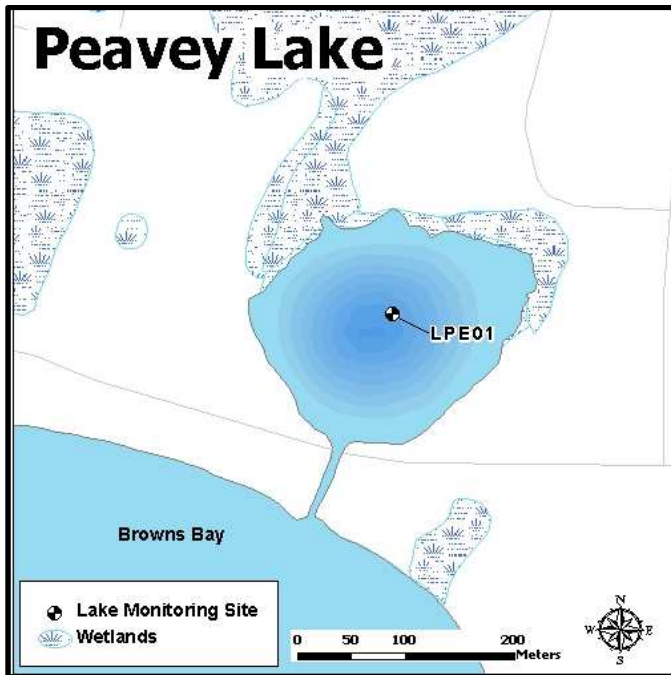 Peavey Lake
LPE01
Browns Bay
Lake Monitoring Site
Wetlands
0 50 100 200
Meters
N
W E
S